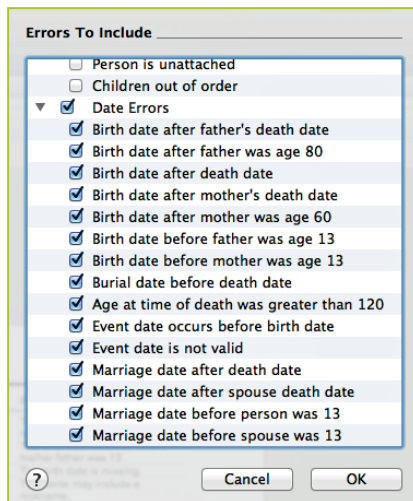 Errors To Include
Person is unattached
Children out of order
Date Errors
Birth date after father's death date
Birth date after father was age 80
Birth date after death date
Birth date after mother's death date
Birth date after mother was age 60
Birth date before father was age 13
Birth date before mother was age 13
Burial date before death date
Age at time of death was greater than 120
Event date occurs before birth date
Event date is not valid
Marriage date after death date
Marriage date after spouse death date
Marriage date before person was 13
Marriage date before spouse was 13
? Cancel OK